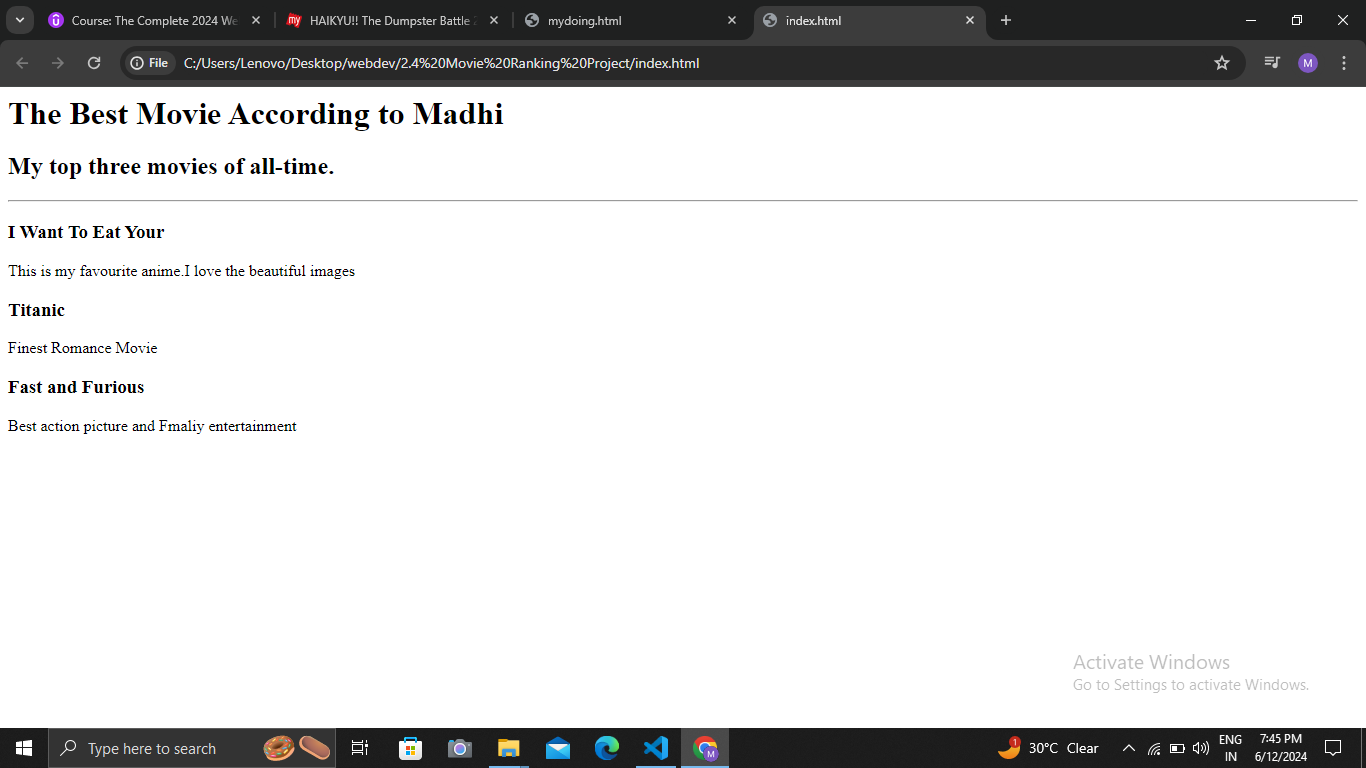 Course: The Complete 2024 We
HAIKYU!! The Dumpster Battle 2
mydoing.html
index.html
File
C:/Users/Lenovo/Desktop/webdev/2.4%20Movie%20Ranking%20Project/index.html
M
The Best Movie According to Madhi
My top three movies of all-time.
I Want To Eat Your
This is my favourite anime.I love the beautiful images
Titanic
Finest Romance Movie
Fast and Furious
Best action picture and Fmaliy entertainment
Activate Windows
Go to Settings to activate Windows.
Type here to search
M
1
30°C Clear
ENG
IN
7:45 PM
6/12/2024